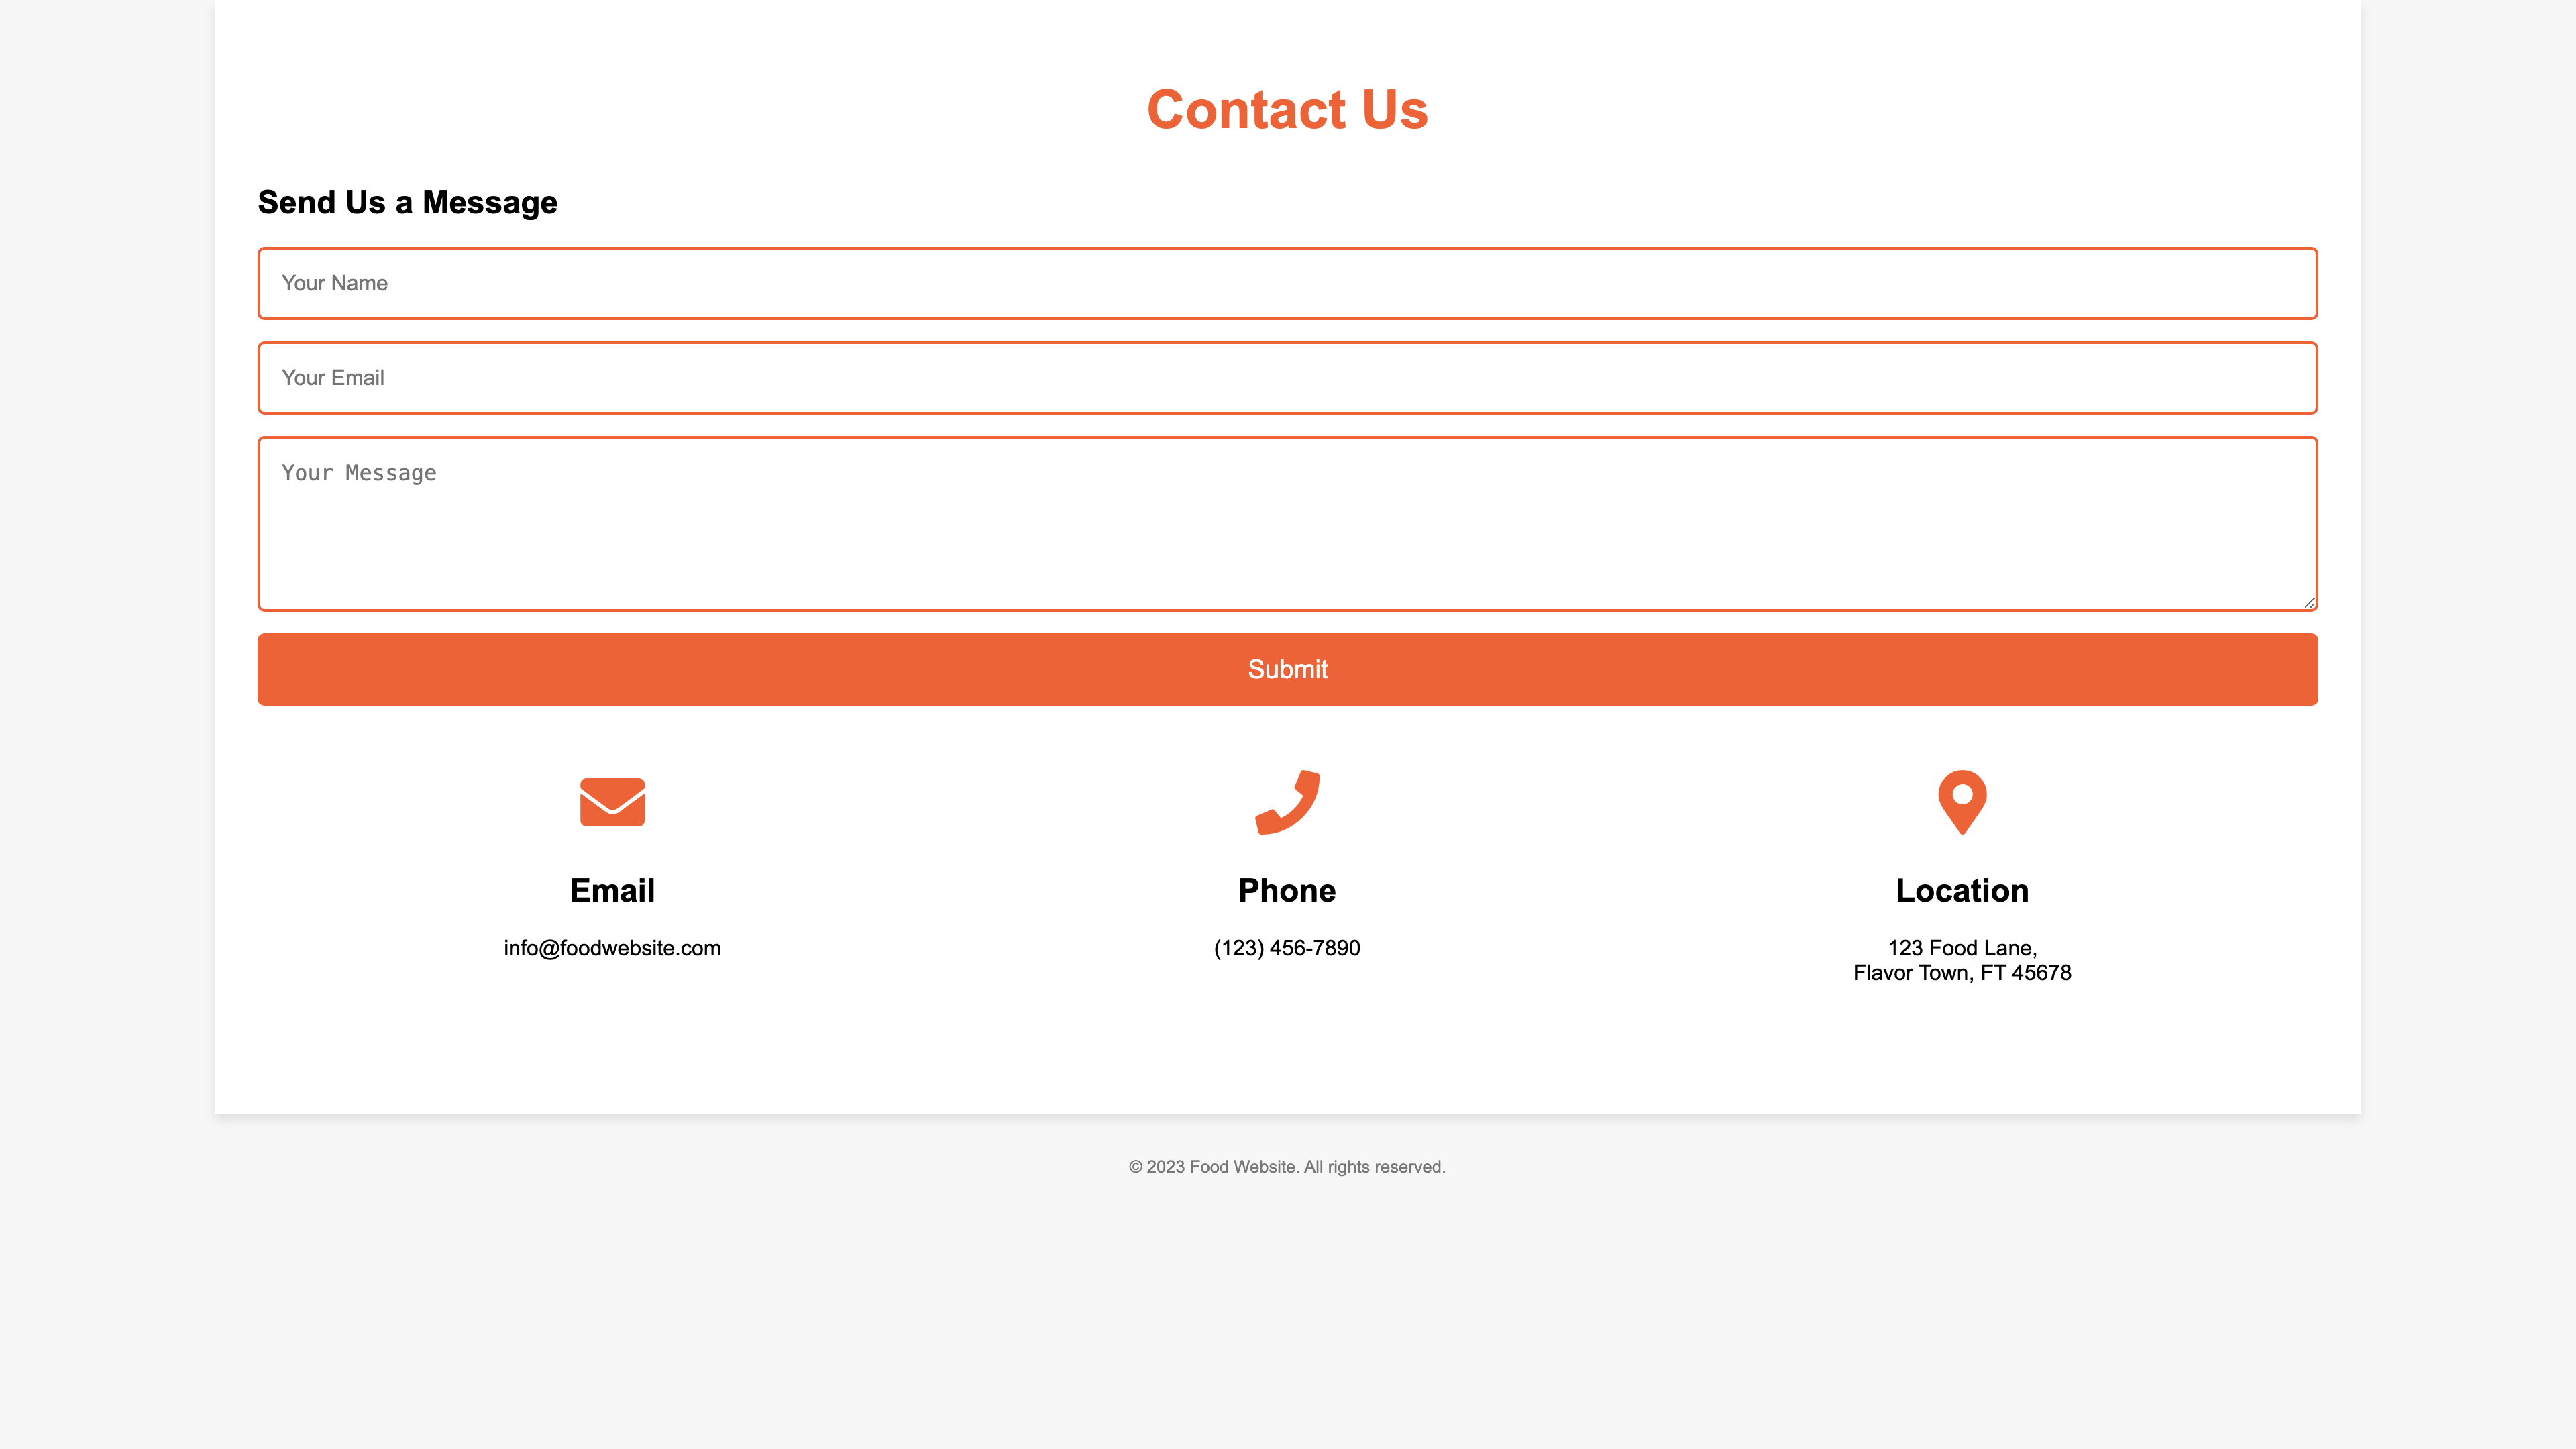 Contact Us
Send Us a Message
Your Name
Your Email
Your Message
Submit
Email
info@foodwebsite.com
Phone
(123) 456-7890
Location
123 Food Lane,
Flavor Town, FT 45678
© 2023 Food Website. All rights reserved.